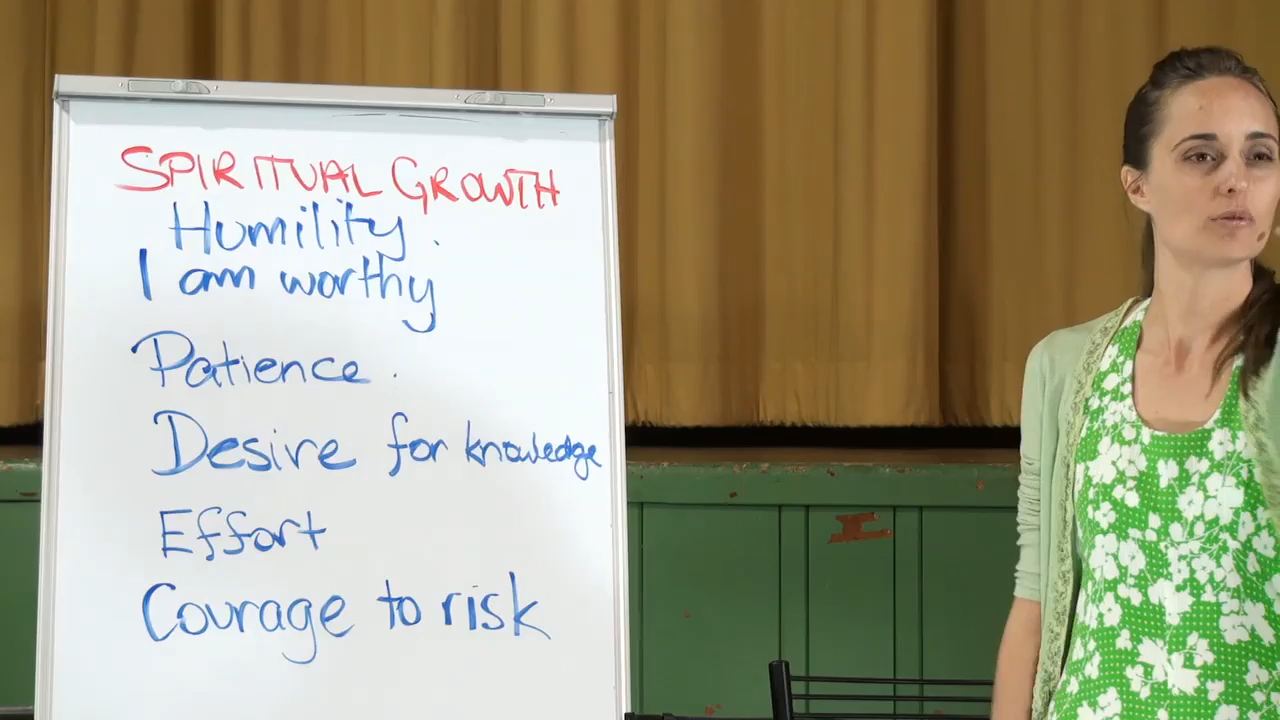 SPIRITUAL GROWTH
Humility.
I am worthy
Patience.
Desire for knowledge
Effort
Courage to risk